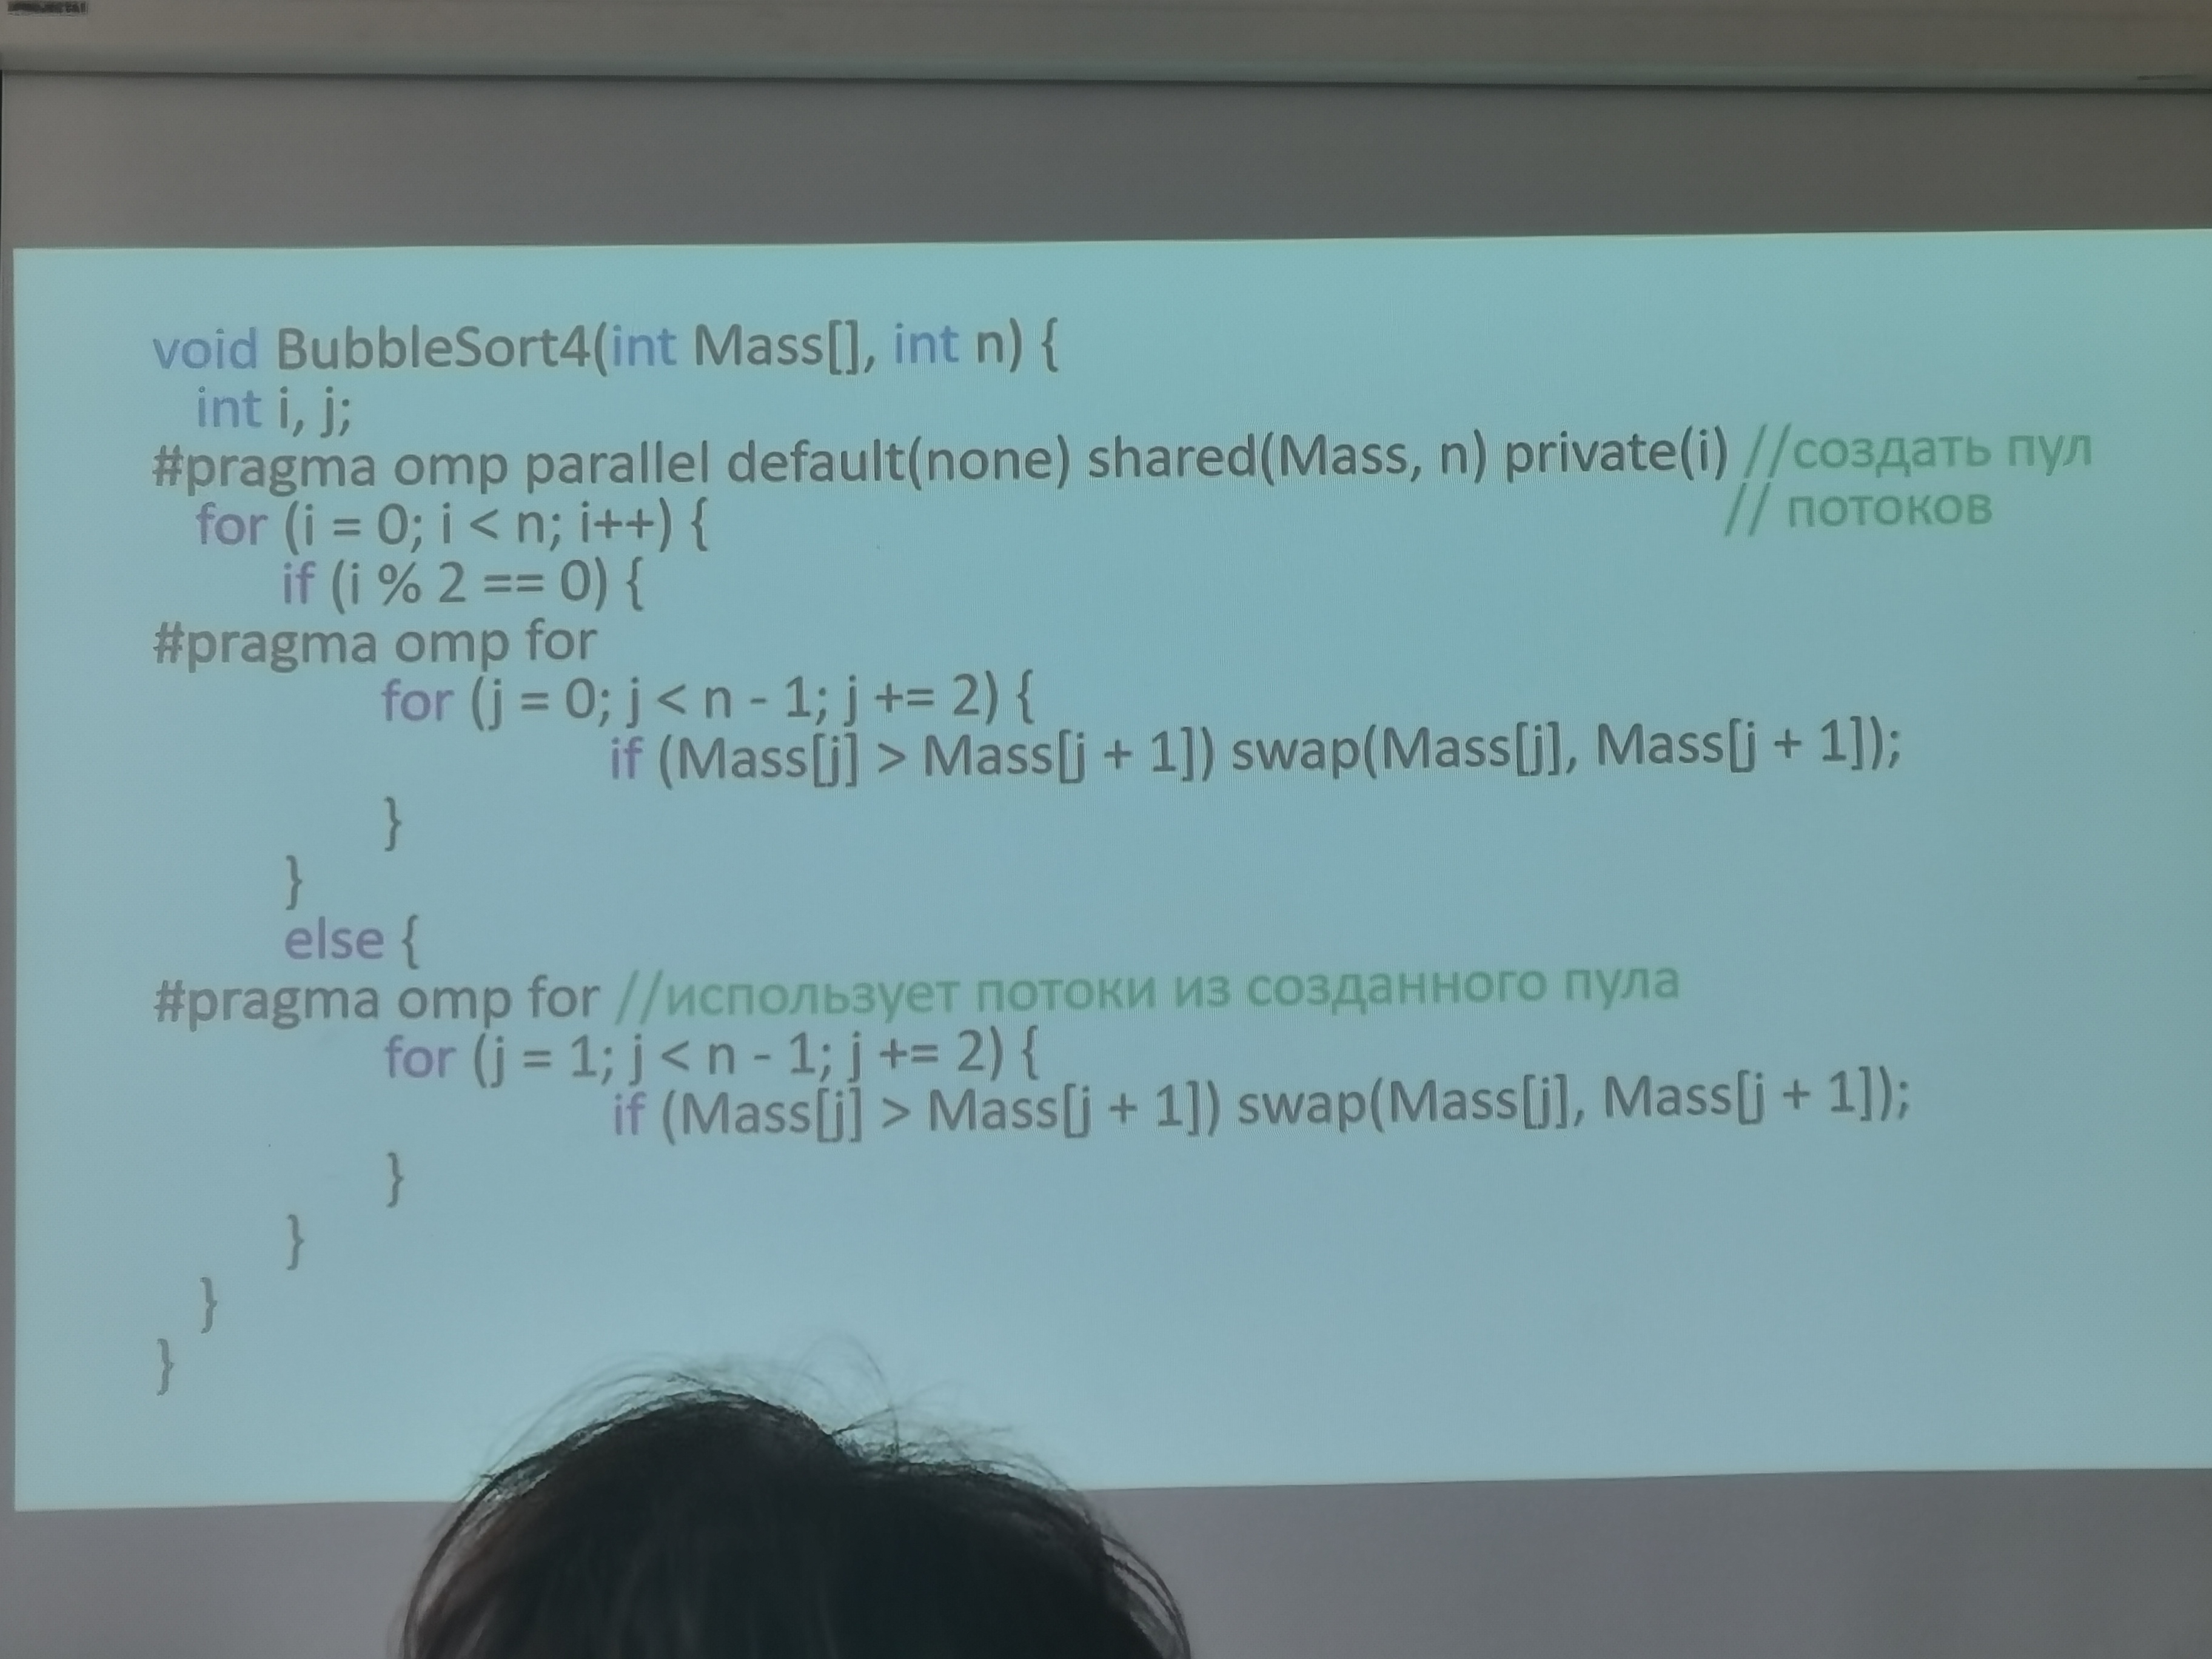 void BubbleSort4(int Mass[], int n) {
int i, j;
#pragma omp parallel default(none) shared(Mass, n) private(i) //создать пул
// потоков
for (i = 0; i < n; i++) {
if (i % 2 == 0) {
#pragma omp for
for (j = 0; j < n - 1; j += 2) {
if (Mass[j] > Mass[j + 1]) swap(Mass[j], Mass[j + 1]);
}
}
else {
#pragma omp for //использует потоки из созданного пула
for (j = 1; j < n - 1; j += 2) {
if (Mass[j] > Mass[j + 1]) swap(Mass[j], Mass[j + 1]);
}
}
}
}